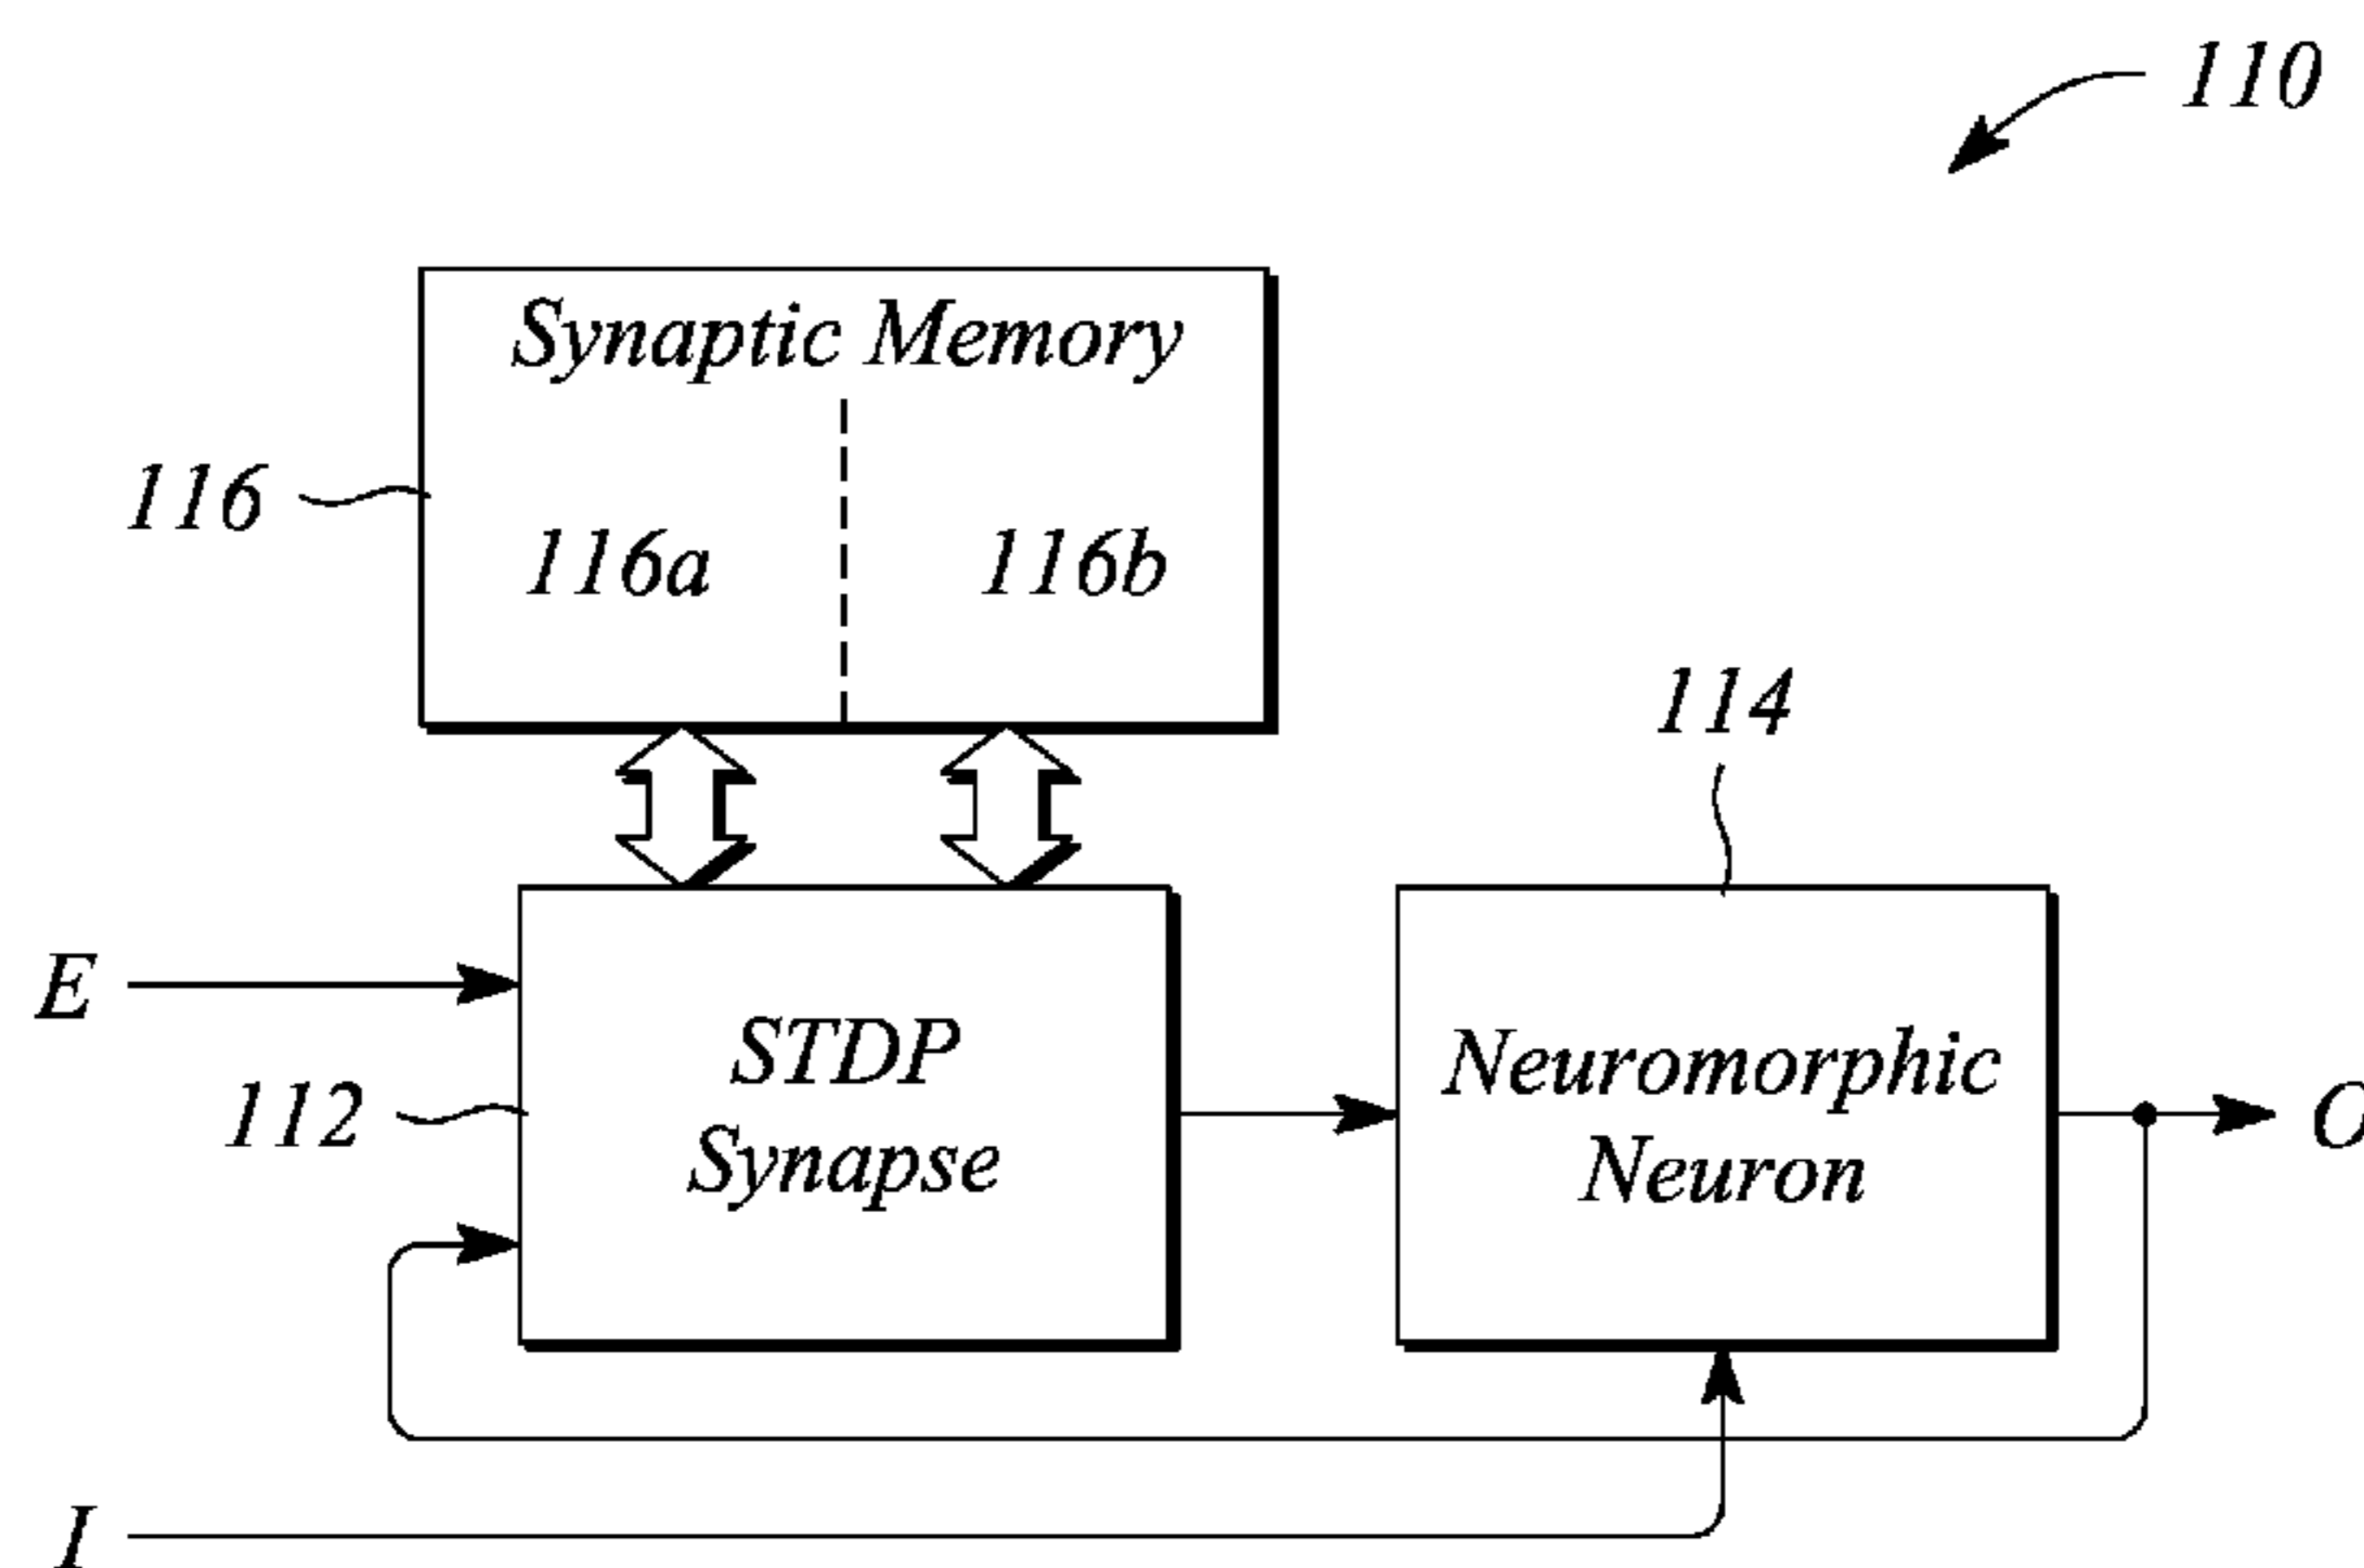 110
Synaptic Memory
116
116a 116b
114
E
STDP
Synapse
112
Neuromorphic
Neuron
O
I